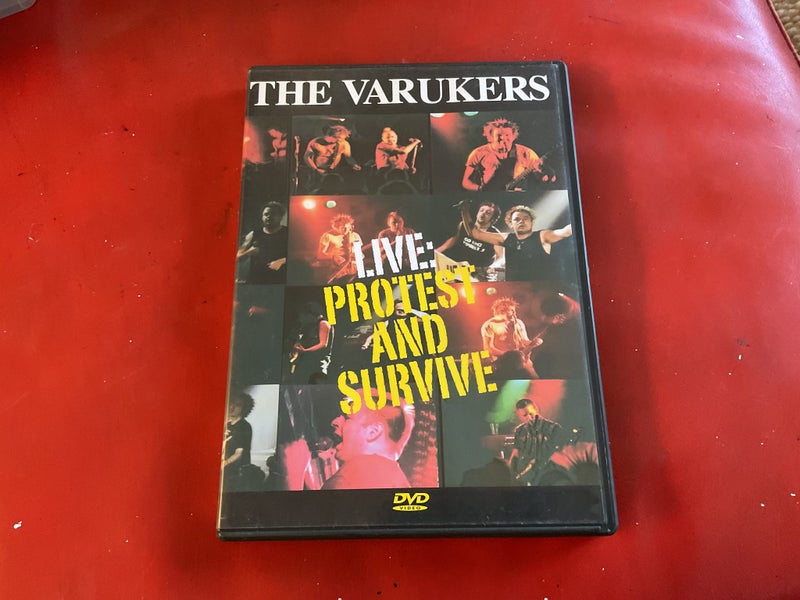 THE VARUKERS
LIVE:
PROTEST
AND
SURVIVE
DVD
VIDEO